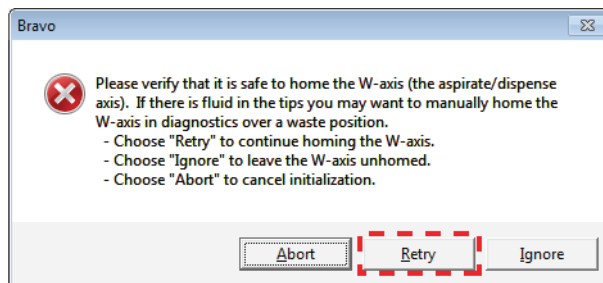 Bravo
Please verify that it is safe to home the W-axis (the aspirate/dispense
axis). If there is fluid in the tips you may want to manually home the
W-axis in diagnostics over a waste position.
- Choose "Retry" to continue homing the W-axis.
- Choose "Ignore" to leave the W-axis unhomed.
- Choose "Abort" to cancel initialization.
Abort Retry Ignore